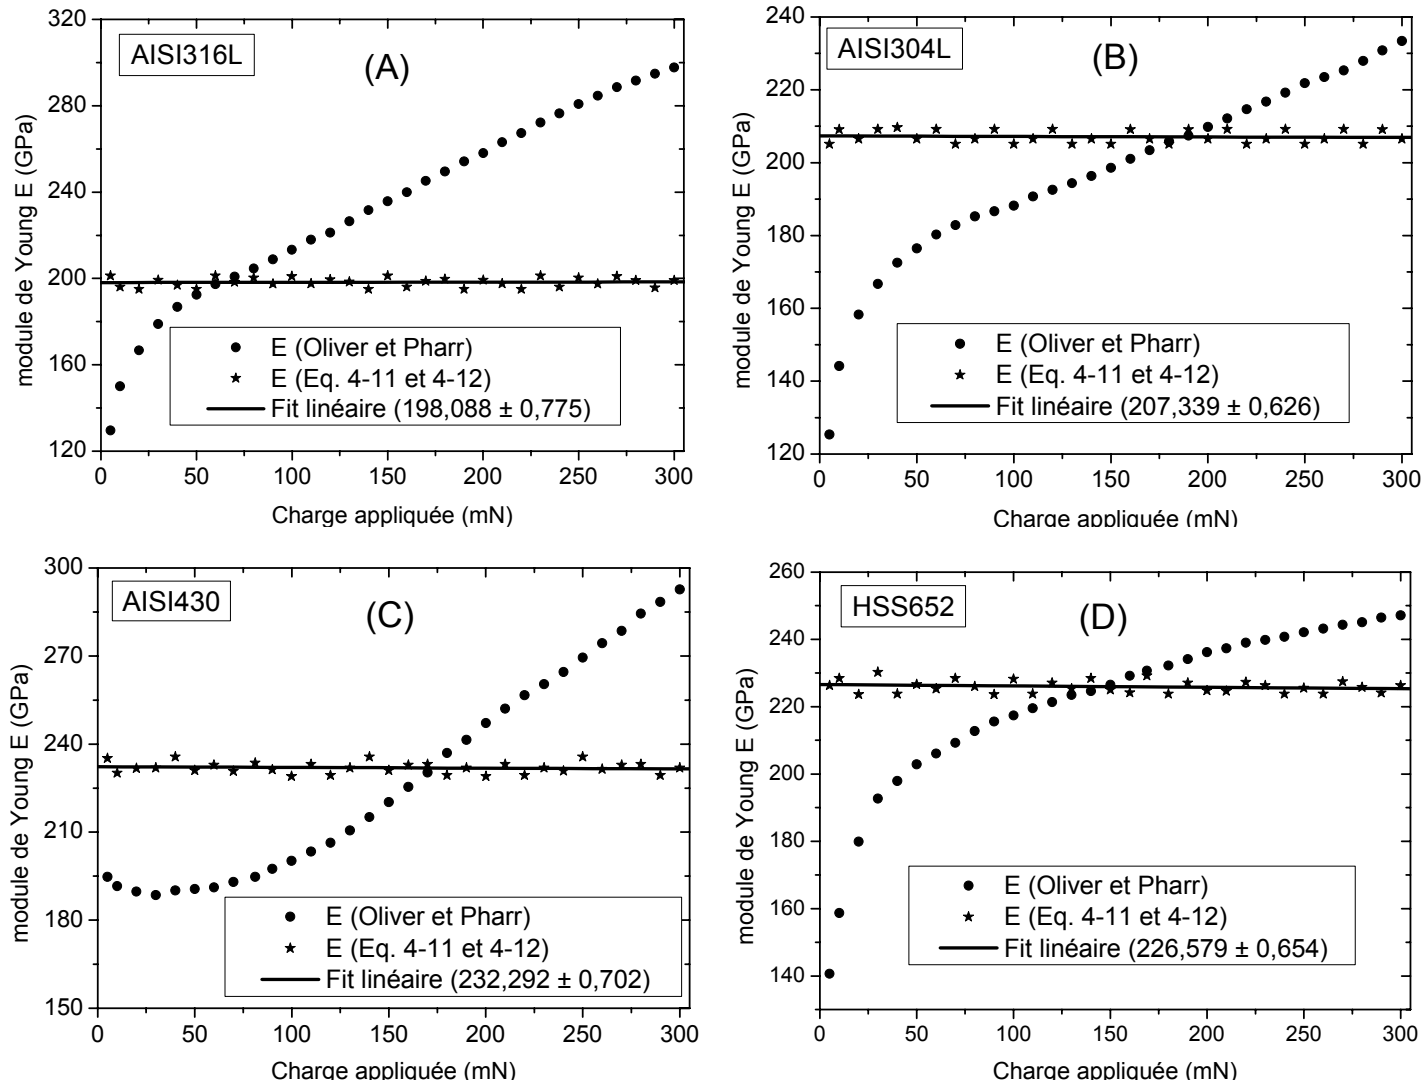 AISI316L
(A)
320
280
240
200
160
120
module de Young E (GPa)
E (Oliver et Pharr)
E (Eq. 4-11 et 4-12)
Fit linéaire (198,088 ± 0,775)
0 50 100 150 200 250 300
Charge appliquée (mN)
AISI304L
(B)
240
220
200
180
160
140
120
module de Young E (GPa)
E (Oliver et Pharr)
E (Eq. 4-11 et 4-12)
Fit linéaire (207,339 ± 0,626)
0 50 100 150 200 250 300
Charge appliquée (mN)
AISI430
(C)
300
270
240
210
180
150
module de Young E (GPa)
E (Oliver et Pharr)
E (Eq. 4-11 et 4-12)
Fit linéaire (232,292 ± 0,702)
0 50 100 150 200 250 300
Charge appliquée (mN)
HSS652
(D)
260
240
220
200
180
160
140
module de Young E (GPa)
E (Oliver et Pharr)
E (Eq. 4-11 et 4-12)
Fit linéaire (226,579 ± 0,654)
0 50 100 150 200 250 300
Charge appliquée (mN)